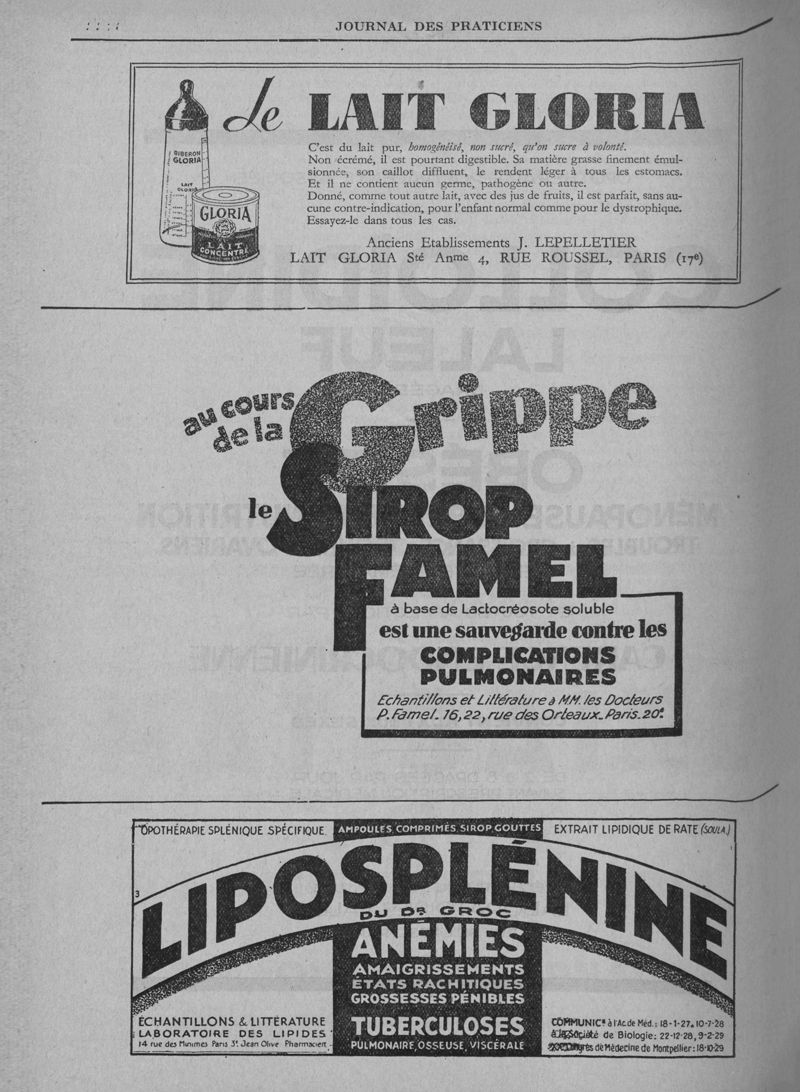 JOURNAL DES PRATICIENS
Le LAIT GLORIA
BIBERON
GLORIA
LAIT
GLORIA
GLORIA
LAIT
CONCENTRÉ
C'est du lait pur, homogénéisé, non sucré, qu'on sucre à volonté.
Non écrémé, il est pourtant digestible. Sa matière grasse finement émul-
sionnée, son caillot diffluent, le rendent léger à tous les estomacs.
Et il ne contient aucun germe, pathogène ou autre.
Donné, comme tout autre lait, avec des jus de fruits, il est parfait, sans au-
cune contre-indication, pour l'enfant normal comme pour le dystrophique.
Essayez-le dans tous les cas.
Anciens Etablissements J. LEPELLETIER
LAIT GLORIA Sté Anme 4, RUE ROUSSEL, PARIS (17e)
au cours
de la Grippe
le SIROP
FAMEL
à base de Lactocréosote soluble
est une sauvegarde contre les
COMPLICATIONS
PULMONAIRES
Echantillons et Littérature à MM. les Docteurs
P. Famel. 16,22, rue des Orteaux. Paris. 20e.
OPOTHÉRAPIE SPLÉNIQUE SPÉCIFIQUE. AMPOULES, COMPRIMÉS, SIROP, GOUTTES EXTRAIT LIPIDIQUE DE RATE (SOULA)
3
LIPOSPLÉNINE
DU DR GROC
ANÉMIES
AMAIGRISSEMENTS
ÉTATS RACHITIQUES
GROSSESSES PÉNIBLES
TUBERCULOSES
PULMONAIRE, OSSEUSE, VISCÉRALE
ÉCHANTILLONS & LITTÉRATURE
LABORATOIRE DES LIPIDES
14 rue des Minimes Paris 3e Jean Olive Pharmacien
COMMUNICs à l'Ac. de Méd.: 18-1-27, 10-7-28
à la Société de Biologie: 22-12-28, 9-2-29
de Médecine de Montpellier: 18-10-29